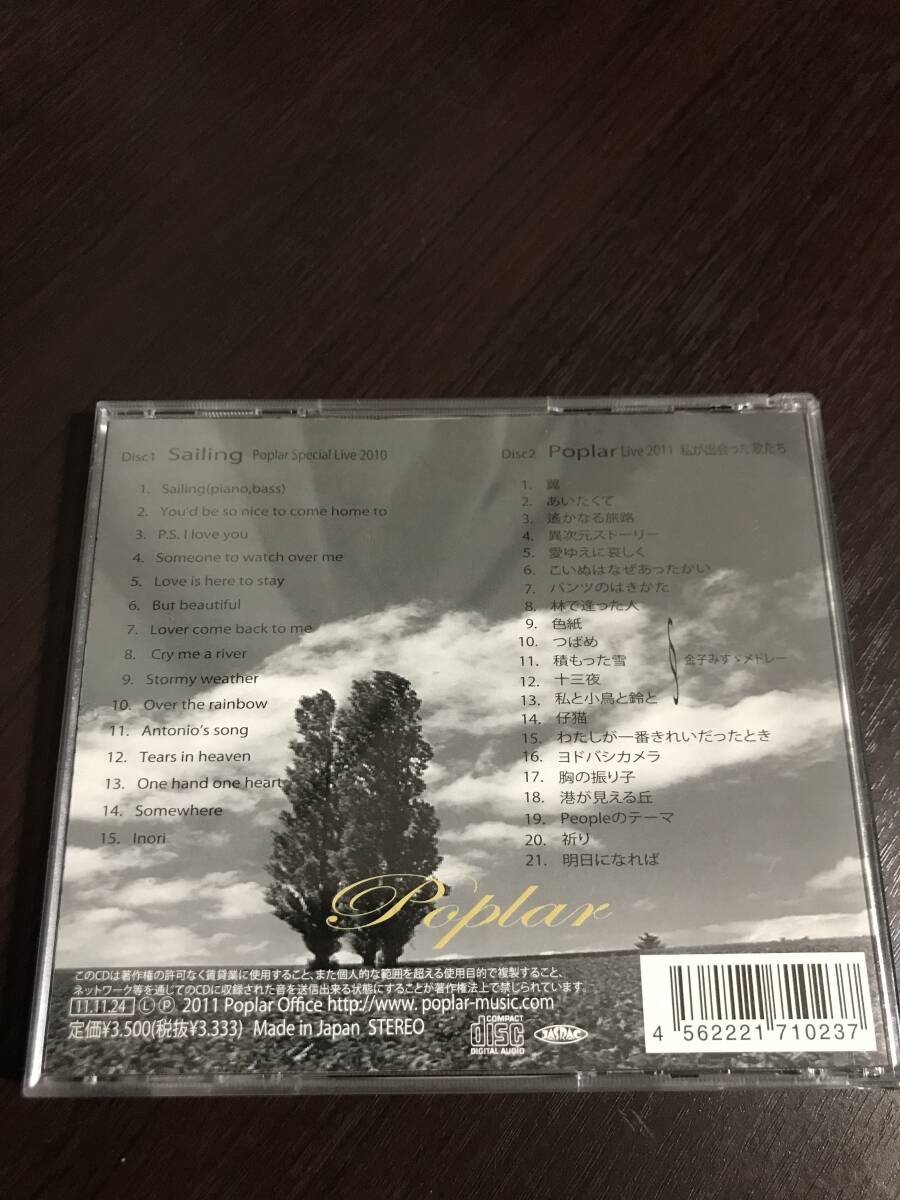 Disc1 Sailing Poplar Special Live 2010
1. Sailing(piano,bass)
2. You'd be so nice to come home to
3. P.S. I love you
4. Someone to watch over me
5. Love is here to stay
6. But beautiful
7. Lover come back to me
8. Cry me a river
9. Stormy weather
10. Over the rainbow
11. Antonio's song
12. Tears in heaven
13. One hand one heart
14. Somewhere
15. Inori
Disc2 Poplar Live 2011 私が出会った歌たち
1. 翼
2. あいたくて
3. 遙かなる旅路
4. 異次元ストーリー
5. 愛ゆえに哀しく
6. こいぬはなぜあったかい
7. パンツのはきかた
8. 林で逢った人
9. 色紙
10. つばめ
11. 積もった雪
12. 十三夜
13. 私と小鳥と鈴と
金子みすゞメドレー
14. 仔猫
15. わたしが一番きれいだったとき
16. ヨドバシカメラ
17. 胸の振り子
18. 港が見える丘
19. Peopleのテーマ
20. 祈り
21. 明日になれば
Poplar
このCDは著作権の許可なく賃貸業に使用すること、また個人的な範囲を超える使用目的で複製すること、
ネットワーク等を通じてのCDに収録された音を送信出来る状態にすることが著作権法上で禁じられています。
11.11.24 Ⓛ Ⓟ 2011 Poplar Office http://www.poplar-music.com
定価¥3.500(税抜¥3.333) Made in Japan STEREO
COMPACT disc DIGITAL AUDIO
JASRAC
4 562221 710237